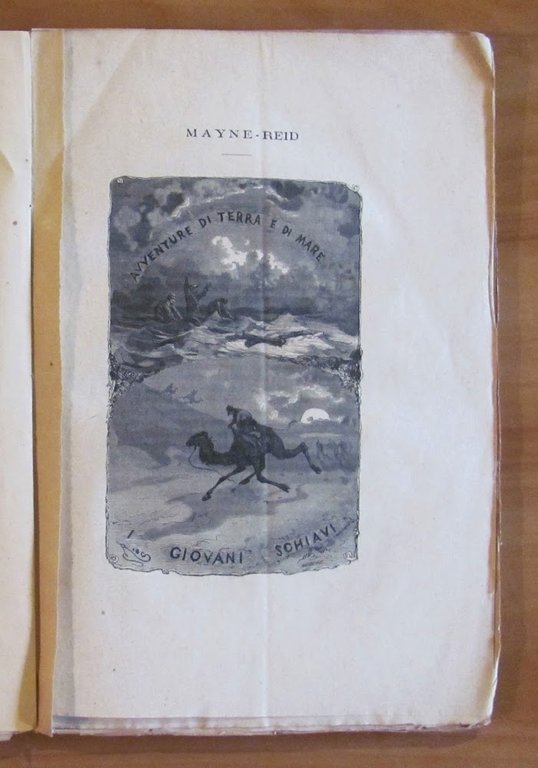 MAYNE-REID
AVVENTURE DI TERRA E DI MARE
I GIOVANI SCHIAVI